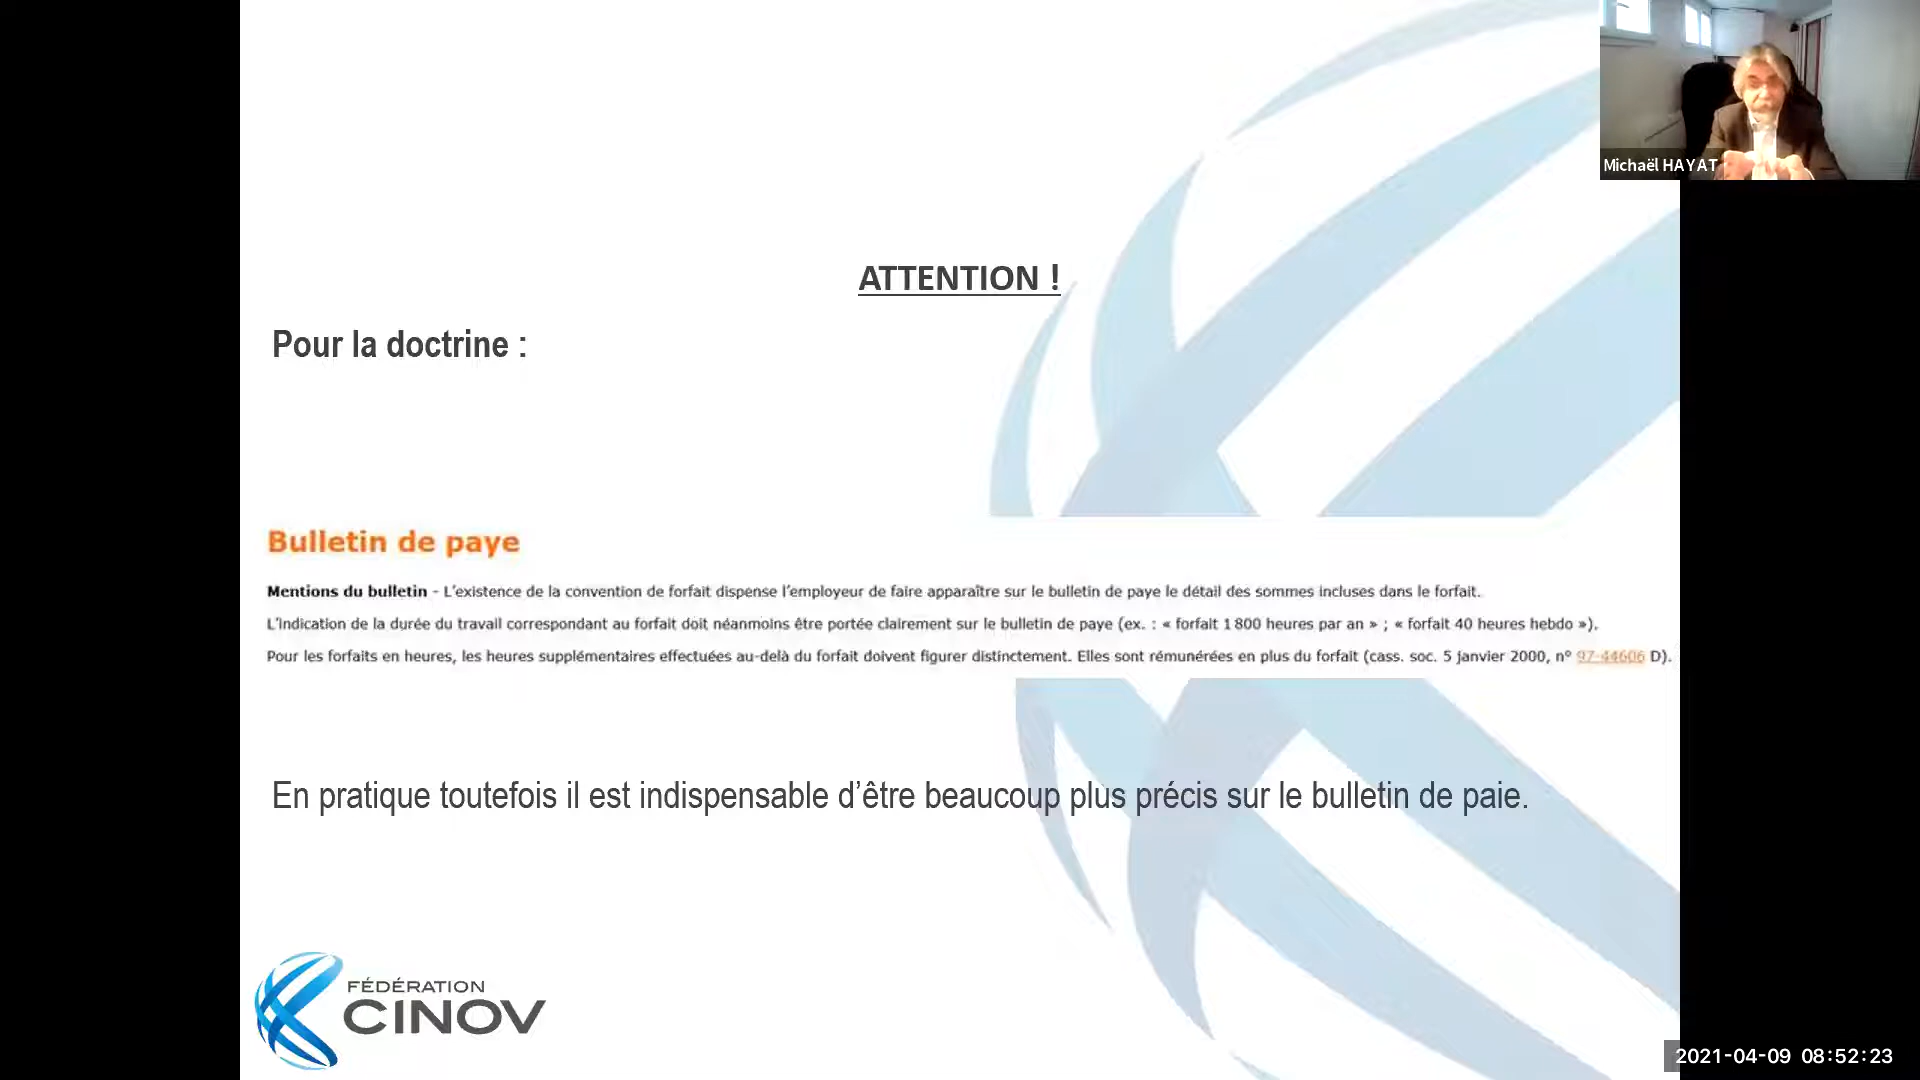 Michaël HAYAT
ATTENTION !
Pour la doctrine :
Bulletin de paye
Mentions du bulletin - L'existence de la convention de forfait dispense l'employeur de faire apparaître sur le bulletin de paye le détail des sommes incluses dans le forfait.
L'indication de la durée du travail correspondant au forfait doit néanmoins être portée clairement sur le bulletin de paye (ex. : « forfait 1 800 heures par an » ; « forfait 40 heures hebdo »).
Pour les forfaits en heures, les heures supplémentaires effectuées au-delà du forfait doivent figurer distinctement. Elles sont rémunérées en plus du forfait (cass. soc. 5 janvier 2000, n° 97-44606 D).
En pratique toutefois il est indispensable d'être beaucoup plus précis sur le bulletin de paie.
FÉDÉRATION
CINOV
2021-04-09 08:52:23